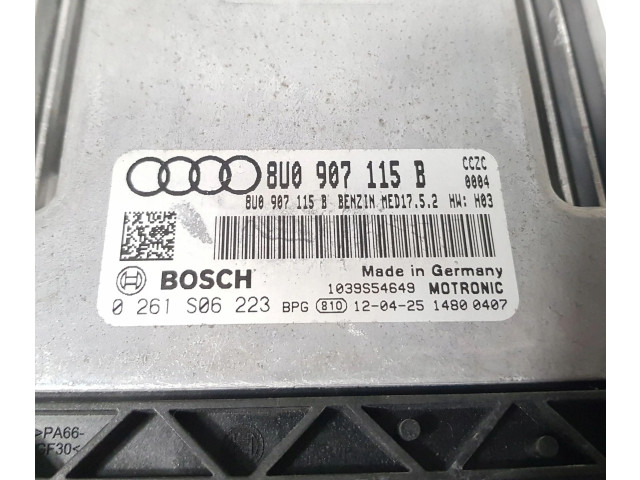 8U0 907 115 B CCZC
0004
8U0 907 115 B BENZIN MED17.5.2 HW: H03
BOSCH Made in Germany
1039S54649 MOTRONIC
0 261 S06 223 BPG 810 12-04-25 1480 0407
>PA66-
GF30<